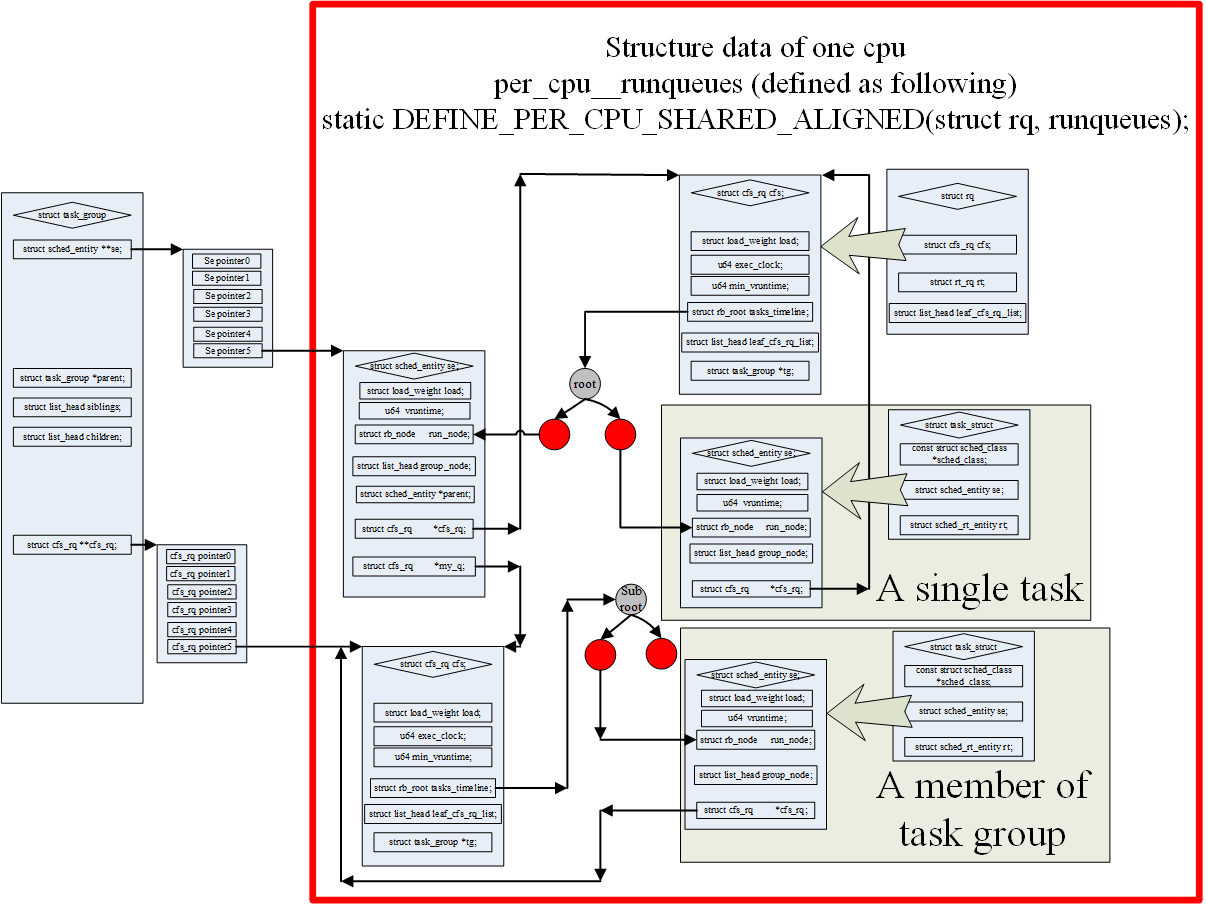 Structure data of one cpu
per_cpu__runqueues (defined as following)
static DEFINE_PER_CPU_SHARED_ALIGNED(struct rq, runqueues);
struct task_group
struct sched_entity **se;
struct task_group *parent;
struct list_head siblings;
struct list_head children;
struct cfs_rq **cfs_rq;
Se pointer0
Se pointer1
Se pointer2
Se pointer3
Se pointer4
Se pointer5
cfs_rq pointer0
cfs_rq pointer1
cfs_rq pointer2
cfs_rq pointer3
cfs_rq pointer4
cfs_rq pointer5
struct sched_entity se;
struct load_weight load;
u64 vruntime;
struct rb_node run_node;
struct list_head group_node;
struct sched_entity *parent;
struct cfs_rq *cfs_rq;
struct cfs_rq *my_q;
struct cfs_rq cfs;
struct load_weight load;
u64 exec_clock;
u64 min_vruntime;
struct rb_root tasks_timeline;
struct list_head leaf_cfs_rq_list;
struct task_group *tg;
root
struct cfs_rq cfs;
struct load_weight load;
u64 exec_clock;
u64 min_vruntime;
struct rb_root tasks_timeline;
struct list_head leaf_cfs_rq_list;
struct task_group *tg;
struct rq
struct cfs_rq cfs;
struct rt_rq rt;
struct list_head leaf_cfs_rq_list;
struct sched_entity se;
struct load_weight load;
u64 vruntime;
struct rb_node run_node;
struct list_head group_node;
struct cfs_rq *cfs_rq;
struct task_struct
const struct sched_class
*sched_class;
struct sched_entity se;
struct sched_rt_entity rt;
A single task
Sub
root
struct sched_entity se;
struct load_weight load;
u64 vruntime;
struct rb_node run_node;
struct list_head group_node;
struct cfs_rq *cfs_rq;
struct task_struct
const struct sched_class
*sched_class;
struct sched_entity se;
struct sched_rt_entity rt;
A member of
task group